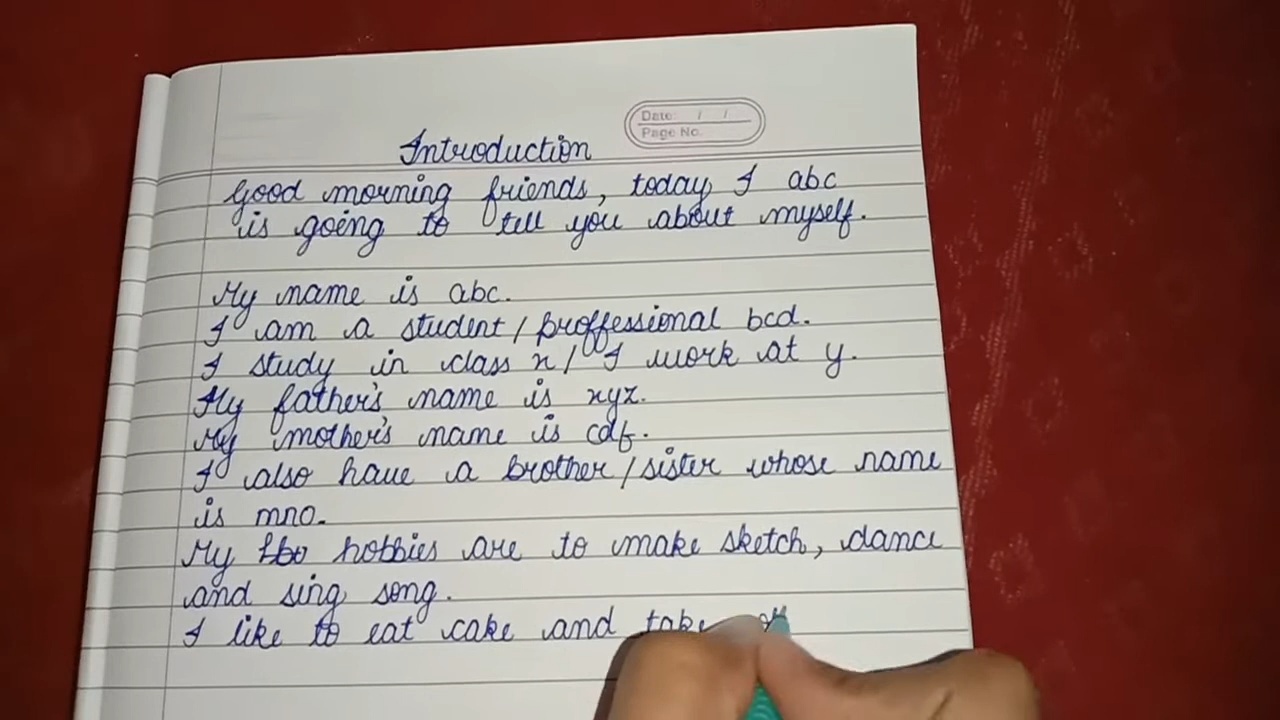 Date: / /
Page No.
Introduction
Good morning friends, today I abc
is going to tell you about myself.
My name is abc.
I am a student/proffessional bcd.
I study in class x/ I work at y.
My father's name is xyz.
My mother's name is cdf.
I also have a brother/sister whose name
is mno.
My hobbies are to make sketch, dance
and sing song.
I like to eat cake and take